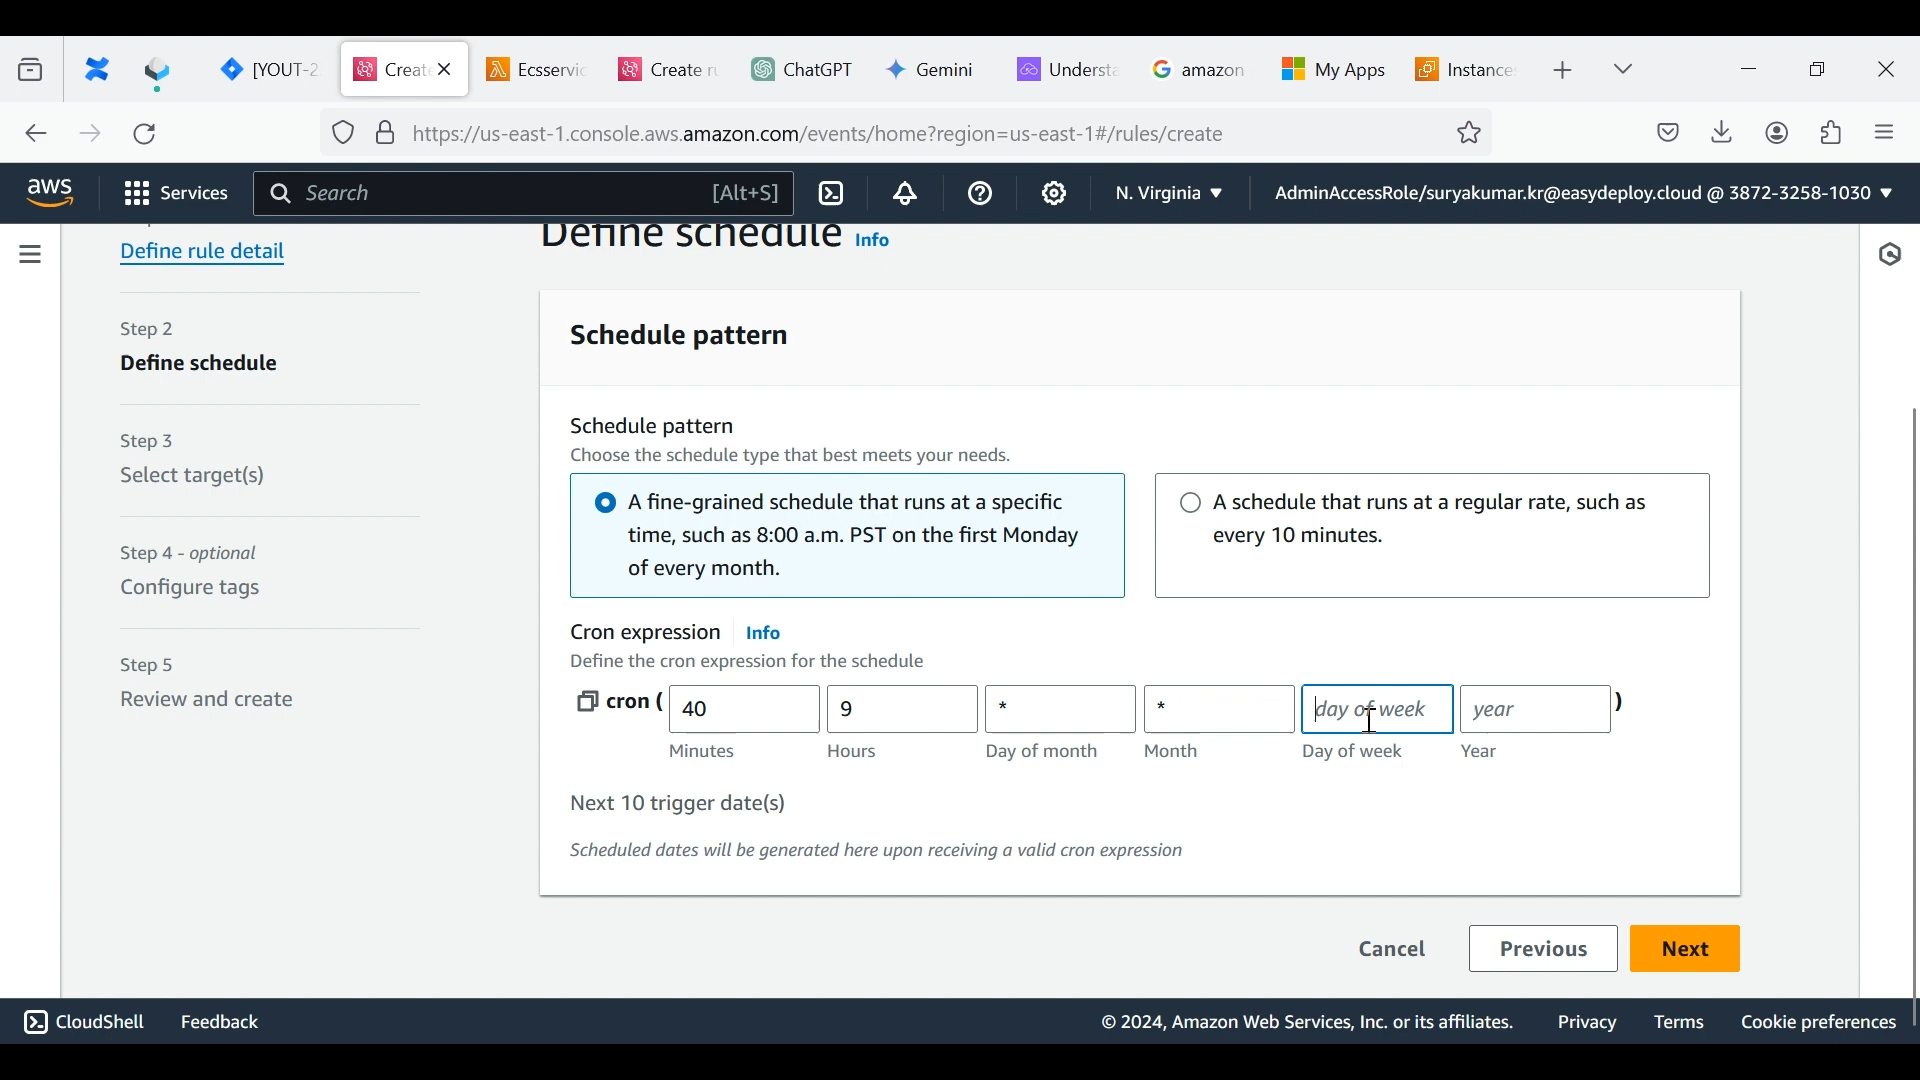 [YOUT-2
Create
Ecsservic
Create ru
ChatGPT
Gemini
Understa
amazon
My Apps
Instance
https://us-east-1.console.aws.amazon.com/events/home?region=us-east-1#/rules/create
aws
Services
Search
[Alt+S]
N. Virginia
AdminAccessRole/suryakumar.kr@easydeploy.cloud @ 3872-3258-1030
Define rule detail
Step 2
Define schedule
Step 3
Select target(s)
Step 4 - optional
Configure tags
Step 5
Review and create
Define schedule Info
Schedule pattern
Schedule pattern
Choose the schedule type that best meets your needs.
A fine-grained schedule that runs at a specific
time, such as 8:00 a.m. PST on the first Monday
of every month.
A schedule that runs at a regular rate, such as
every 10 minutes.
Cron expression Info
Define the cron expression for the schedule
cron ( 40 9 * * day of week year )
Minutes Hours Day of month Month Day of week Year
Next 10 trigger date(s)
Scheduled dates will be generated here upon receiving a valid cron expression
Cancel Previous Next
CloudShell Feedback
© 2024, Amazon Web Services, Inc. or its affiliates. Privacy Terms Cookie preferences